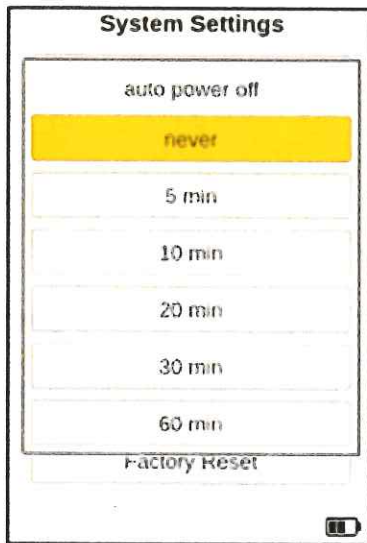 System Settings
auto power off
never
5 min
10 min
20 min
30 min
60 min
Factory Reset